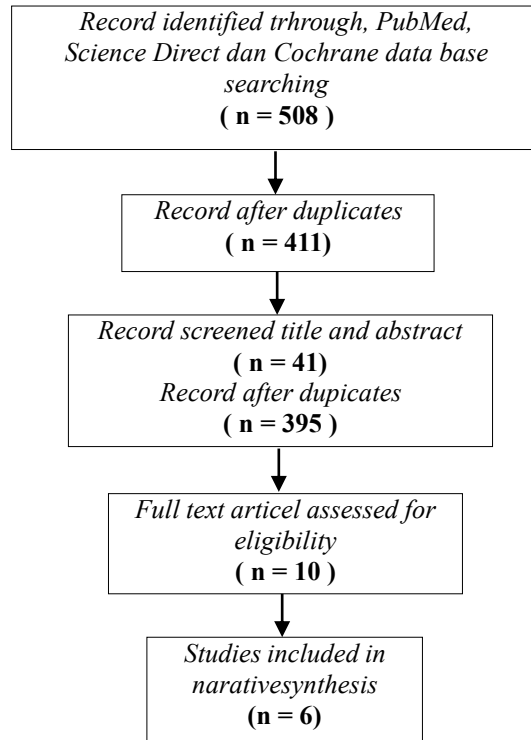 Record identified trhrough, PubMed,
Science Direct dan Cochrane data base
searching
( n = 508 )
Record after duplicates
( n = 411)
Record screened title and abstract
( n = 41)
Record after dupicates
( n = 395 )
Full text articel assessed for
eligibility
( n = 10 )
Studies included in
narativesynthesis
(n = 6)